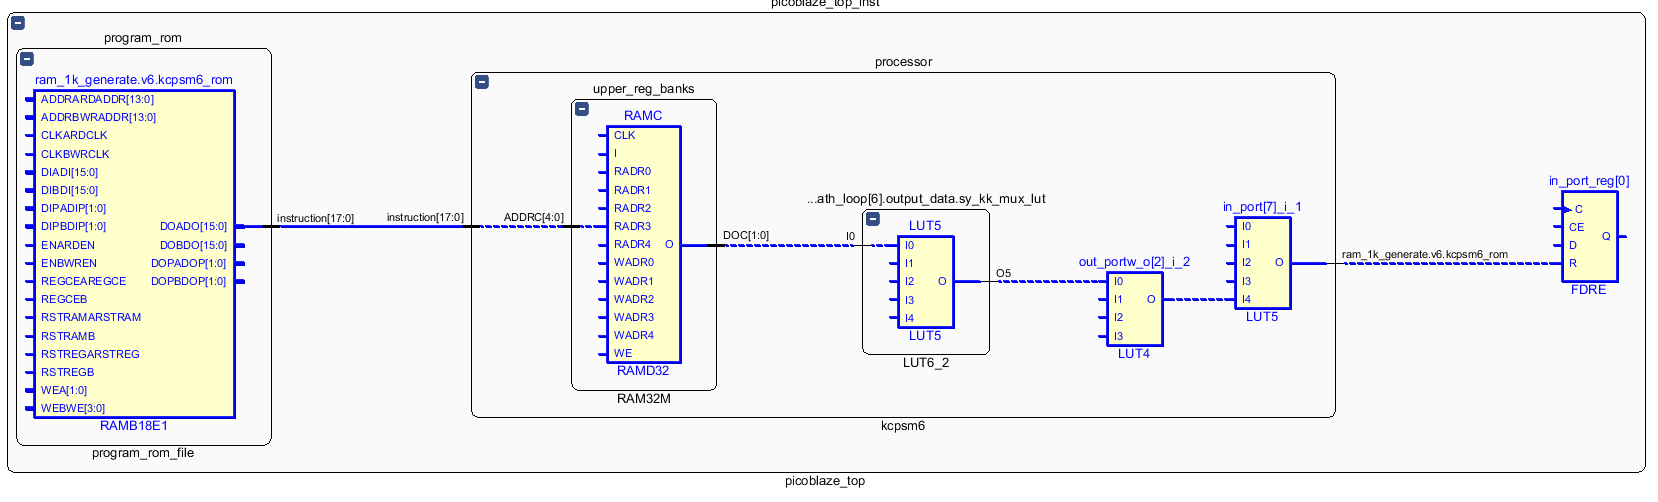 picoblaze_top_inst
program_rom
ram_1k_generate.v6.kcpsm6_rom
ADDRARDADDR[13:0]
ADDRBWRADDR[13:0]
CLKARDCLK
CLKBWRCLK
DIADI[15:0]
DIBDI[15:0]
DIPADIP[1:0]
DIPBDIP[1:0]
ENARDEN
ENBWREN
REGCEAREGCE
REGCEB
RSTRAMARSTRAM
RSTRAMB
RSTREGARSTREG
RSTREGB
WEA[1:0]
WEBWE[3:0]
DOADO[15:0]
DOBDO[15:0]
DOPADOP[1:0]
DOPBDOP[1:0]
RAMB18E1
program_rom_file
instruction[17:0]
instruction[17:0]
processor
upper_reg_banks
ADDRC[4:0]
RAMC
CLK
I
RADR0
RADR1
RADR2
RADR3
RADR4
WADR0
WADR1
WADR2
WADR3
WADR4
WE
O
RAMD32
RAM32M
DOC[1:0]
...ath_loop[6].output_data.sy_kk_mux_lut
I0
LUT5
I0
I1
I2
I3
I4
O
LUT5
LUT6_2
O5
out_portw_o[2]_i_2
I0
I1
I2
I3
O
LUT4
in_port[7]_i_1
I0
I1
I2
I3
I4
O
LUT5
kcpsm6
ram_1k_generate.v6.kcpsm6_rom
in_port_reg[0]
C
CE
D
R
Q
FDRE
picoblaze_top